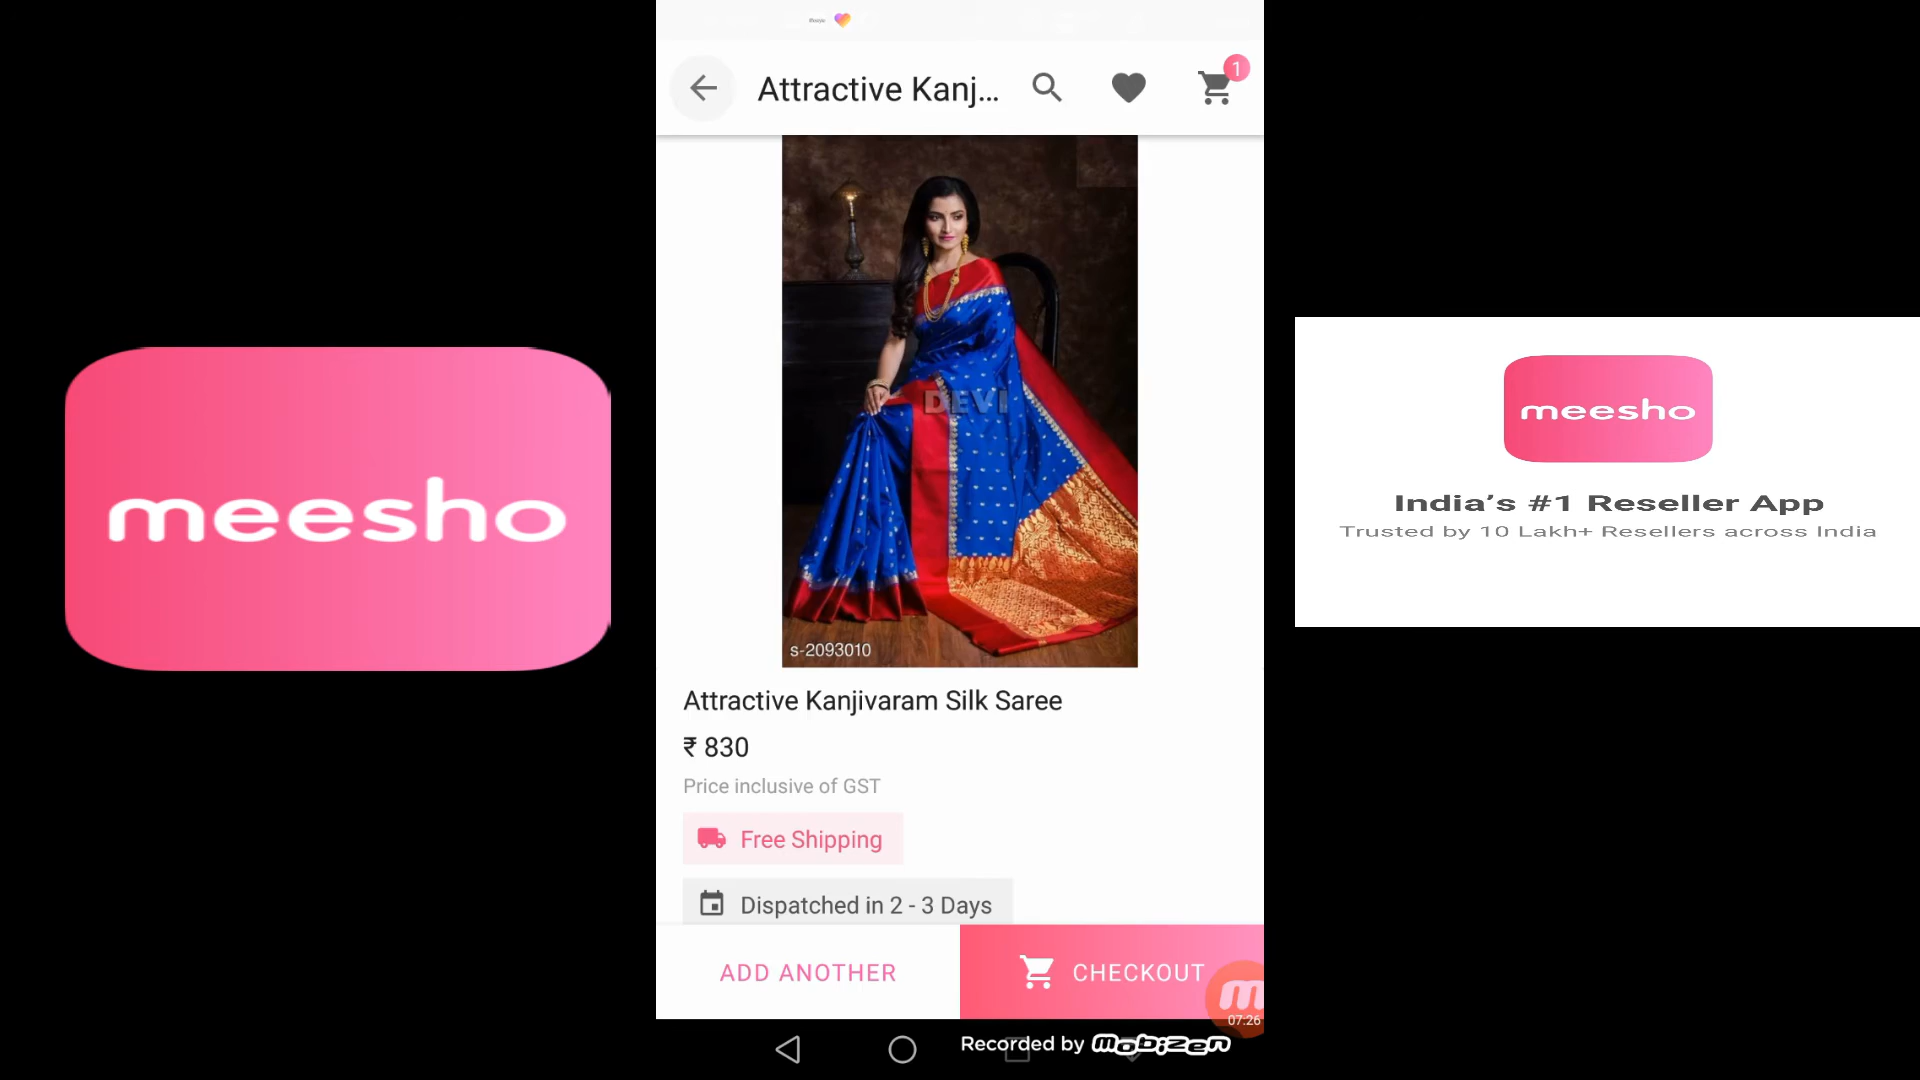 Attractive Kanj...
1
DEVI
s-2093010
Attractive Kanjivaram Silk Saree
₹ 830
Price inclusive of GST
Free Shipping
Dispatched in 2 - 3 Days
ADD ANOTHER
CHECKOUT
07:26
Recorded by Mobizen
meesho
meesho
India's #1 Reseller App
Trusted by 10 Lakh+ Resellers across India